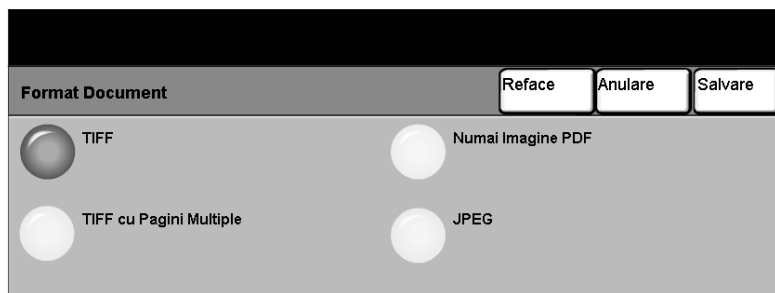 Format Document
Reface
Anulare
Salvare
TIFF
Numai Imagine PDF
TIFF cu Pagini Multiple
JPEG